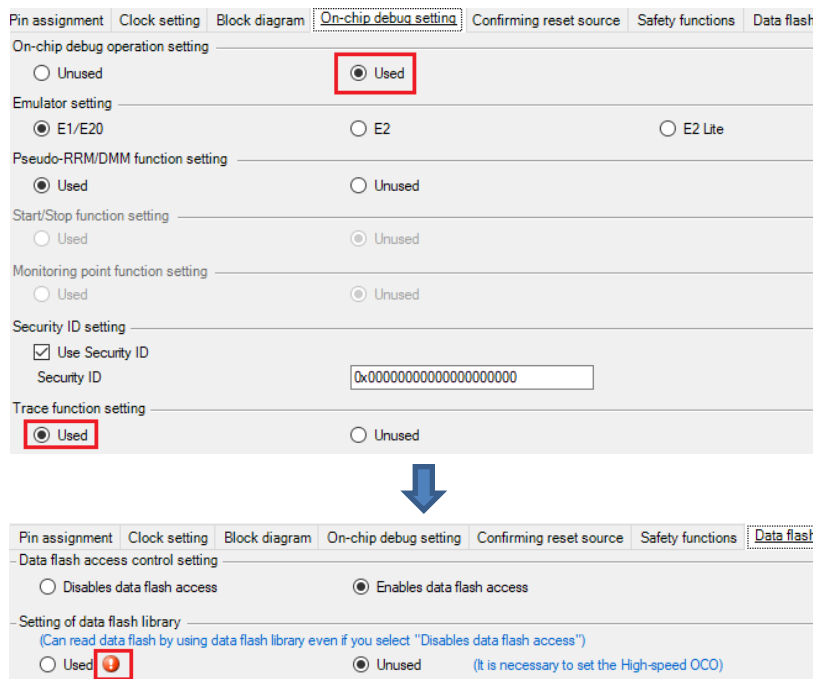 Pin assignment Clock setting Block diagram On-chip debug setting Confirming reset source Safety functions Data flash
On-chip debug operation setting
Unused Used
Emulator setting
E1/E20 E2 E2 Lite
Pseudo-RRM/DMM function setting
Used Unused
Start/Stop function setting
Used Unused
Monitoring point function setting
Used Unused
Security ID setting
Use Security ID
Security ID 0x00000000000000000000
Trace function setting
Used Unused
Pin assignment Clock setting Block diagram On-chip debug setting Confirming reset source Safety functions Data flash
Data flash access control setting
Disables data flash access Enables data flash access
Setting of data flash library
(Can read data flash by using data flash library even if you select "Disables data flash access")
Used Unused (It is necessary to set the High-speed OCO)